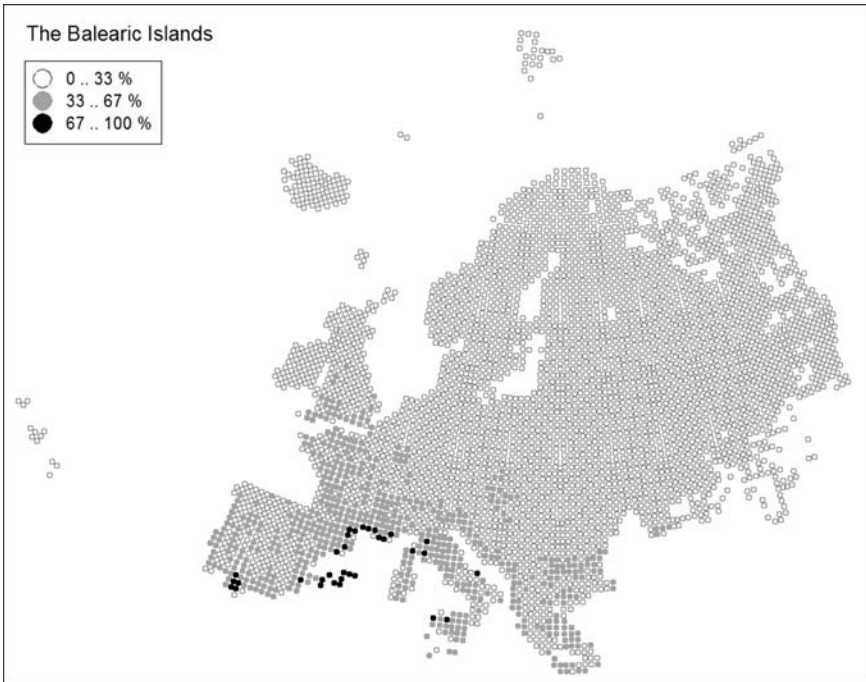 The Balearic Islands
0 .. 33 %
33 .. 67 %
67 .. 100 %